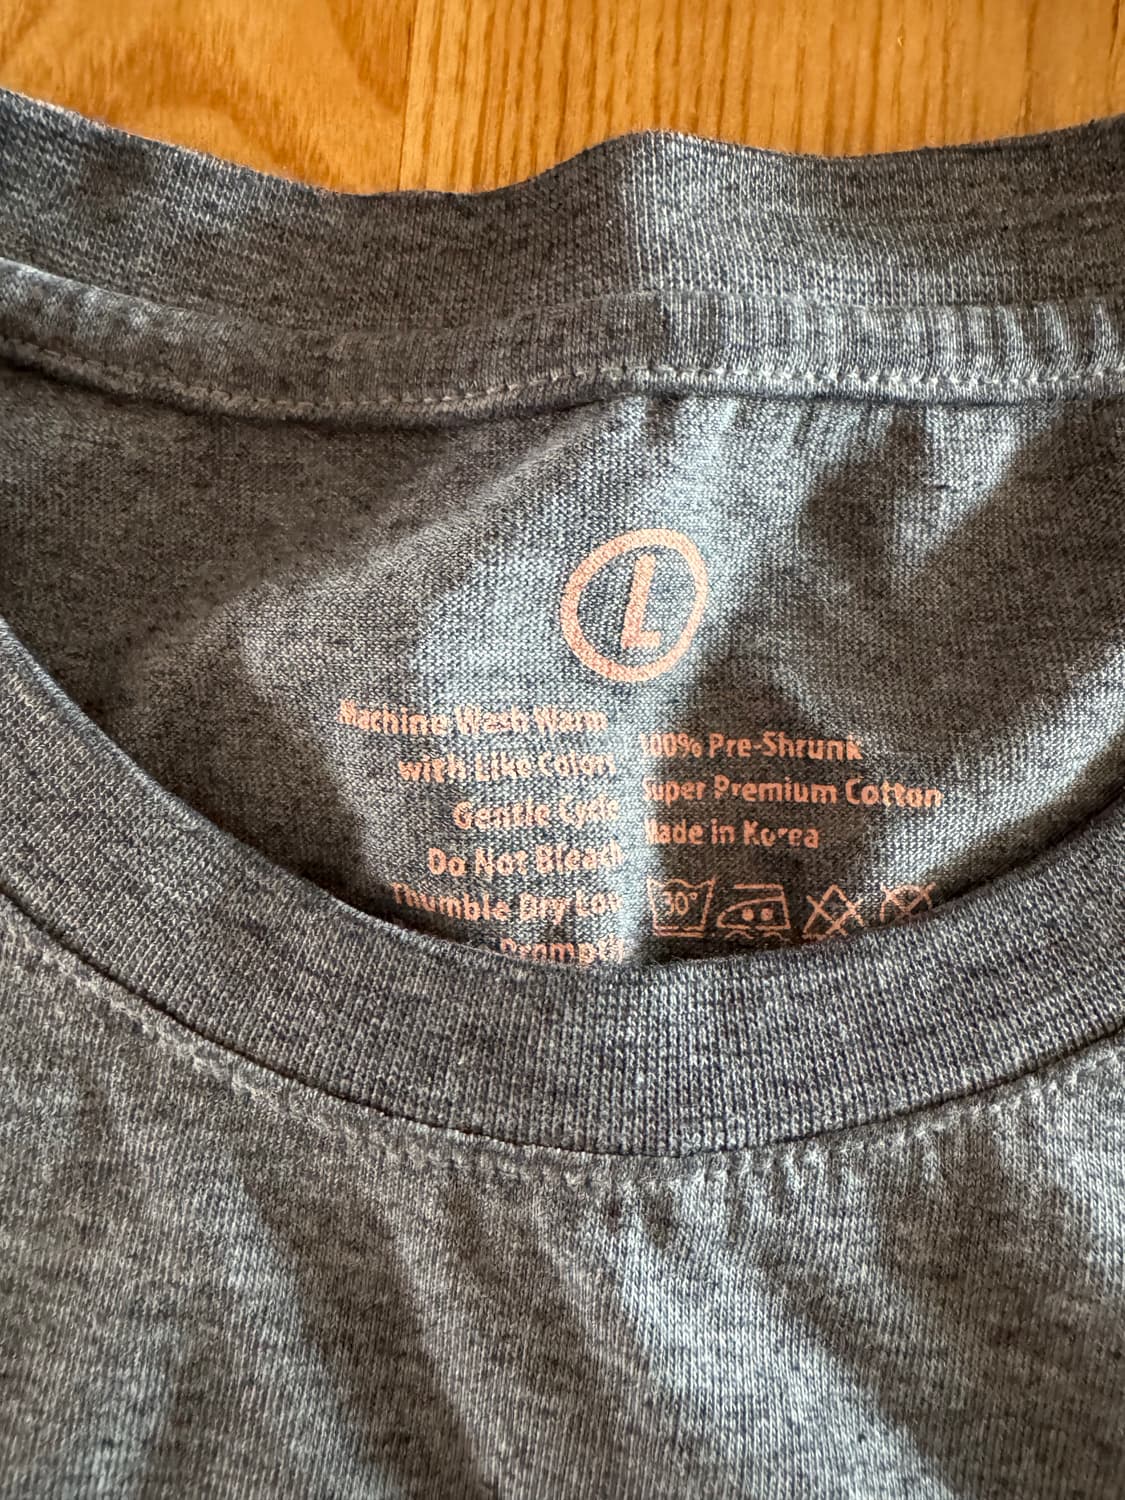 L
Machine Wash Warm
with Like Colors
Gentle Cycle
Do Not Bleach
Thumble Dry Low
Promptly
100% Pre-Shrunk
Super Premium Cotton
Made in Korea
30°